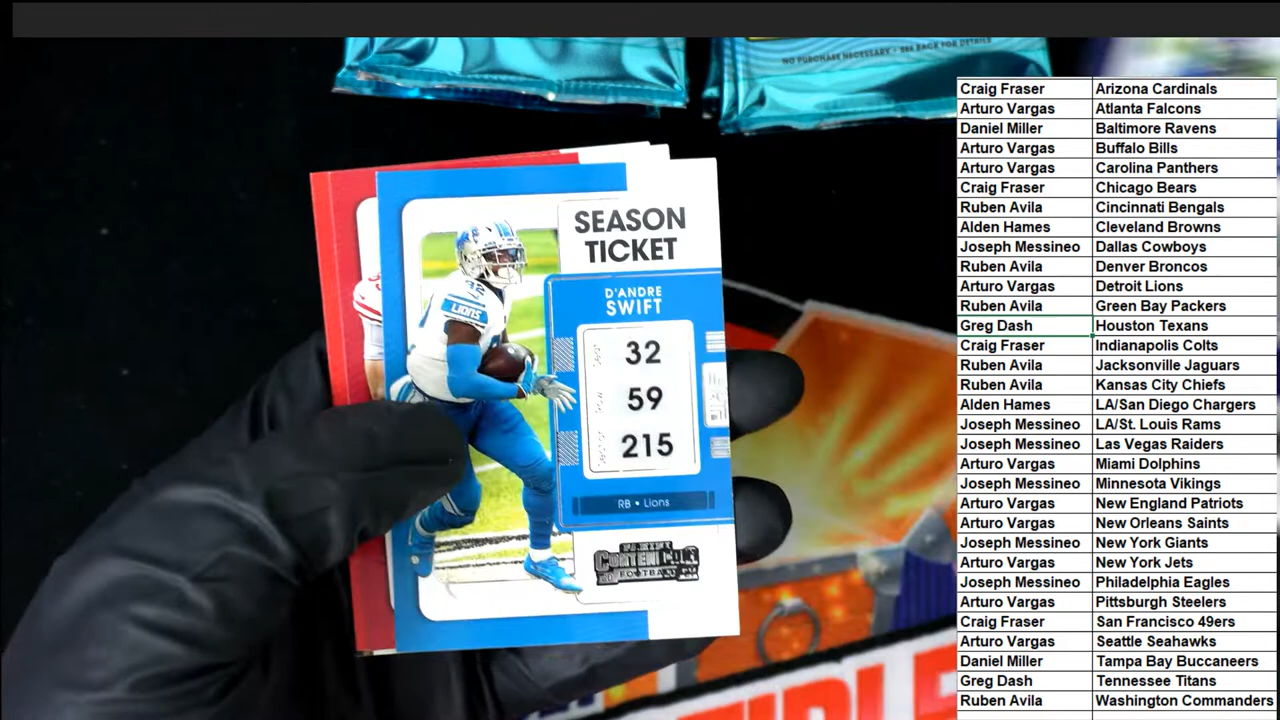 NO PURCHASE NECESSARY • SEE BACK FOR DETAILS
SEASON
TICKET
D'ANDRE
SWIFT
32
59
215
RB • Lions
PANINI
CONTENDERS
FOOTBALL
Craig Fraser Arizona Cardinals
Arturo Vargas Atlanta Falcons
Daniel Miller Baltimore Ravens
Arturo Vargas Buffalo Bills
Arturo Vargas Carolina Panthers
Craig Fraser Chicago Bears
Ruben Avila Cincinnati Bengals
Alden Hames Cleveland Browns
Joseph Messineo Dallas Cowboys
Ruben Avila Denver Broncos
Arturo Vargas Detroit Lions
Ruben Avila Green Bay Packers
Greg Dash Houston Texans
Craig Fraser Indianapolis Colts
Ruben Avila Jacksonville Jaguars
Ruben Avila Kansas City Chiefs
Alden Hames LA/San Diego Chargers
Joseph Messineo LA/St. Louis Rams
Joseph Messineo Las Vegas Raiders
Arturo Vargas Miami Dolphins
Joseph Messineo Minnesota Vikings
Arturo Vargas New England Patriots
Arturo Vargas New Orleans Saints
Joseph Messineo New York Giants
Arturo Vargas New York Jets
Joseph Messineo Philadelphia Eagles
Arturo Vargas Pittsburgh Steelers
Craig Fraser San Francisco 49ers
Arturo Vargas Seattle Seahawks
Daniel Miller Tampa Bay Buccaneers
Greg Dash Tennessee Titans
Ruben Avila Washington Commanders